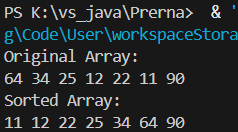 PS K:\vs_java\Prerna>  & '
g\Code\User\workspaceStora
Original Array:
64 34 25 12 22 11 90
Sorted Array:
11 12 22 25 34 64 90